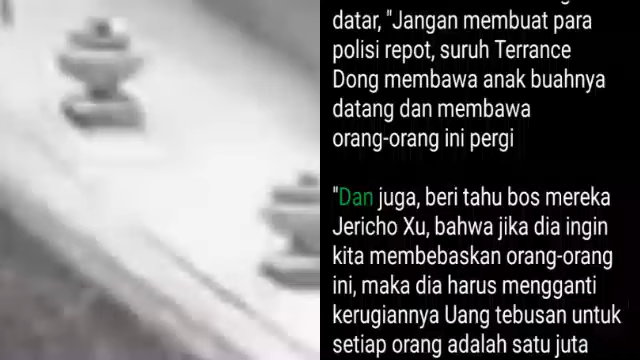 datar, "Jangan membuat para
polisi repot, suruh Terrance
Dong membawa anak buahnya
datang dan membawa
orang-orang ini pergi
"Dan juga, beri tahu bos mereka
Jericho Xu, bahwa jika dia ingin
kita membebaskan orang-orang
ini, maka dia harus mengganti
kerugiannya Uang tebusan untuk
setiap orang adalah satu juta